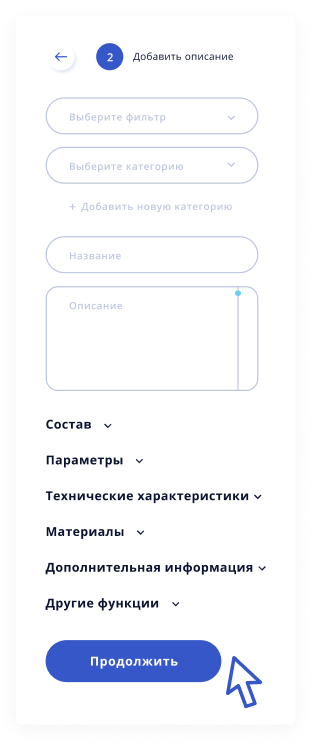 2 Добавить описание
Выберите фильтр
Выберите категорию
+ Добавить новую категорию
Название
Описание
Состав
Параметры
Технические характеристики
Материалы
Дополнительная информация
Другие функции
Продолжить